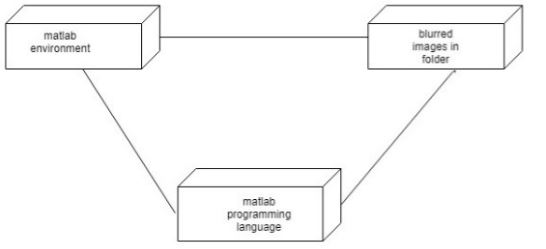 matlab
environment
blurred
images in
folder
matlab
programming
language